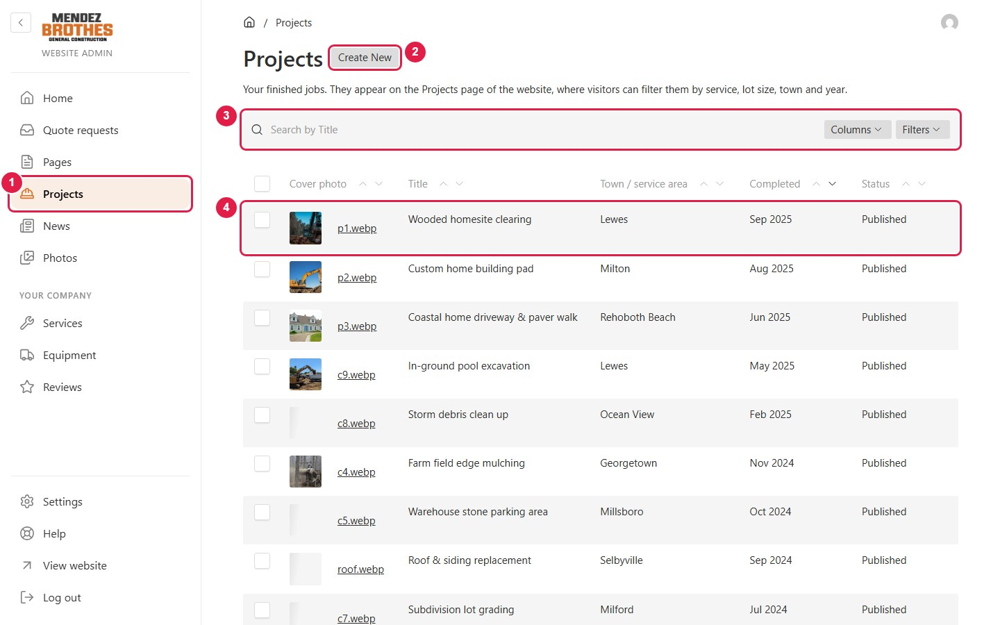 MENDEZ
BROTHES
GENERAL CONSTRUCTION
WEBSITE ADMIN
Home
Quote requests
Pages
1
Projects
News
Photos
YOUR COMPANY
Services
Equipment
Reviews
Settings
Help
View website
Log out
/ Projects
Projects Create New 2
Your finished jobs. They appear on the Projects page of the website, where visitors can filter them by service, lot size, town and year.
3
Search by Title Columns Filters
Cover photo Title Town / service area Completed Status
4
p1.webp Wooded homesite clearing Lewes Sep 2025 Published
p2.webp Custom home building pad Milton Aug 2025 Published
p3.webp Coastal home driveway & paver walk Rehoboth Beach Jun 2025 Published
c9.webp In-ground pool excavation Lewes May 2025 Published
c8.webp Storm debris clean up Ocean View Feb 2025 Published
c4.webp Farm field edge mulching Georgetown Nov 2024 Published
c5.webp Warehouse stone parking area Millsboro Oct 2024 Published
roof.webp Roof & siding replacement Selbyville Sep 2024 Published
c7.webp Subdivision lot grading Milford Jul 2024 Published